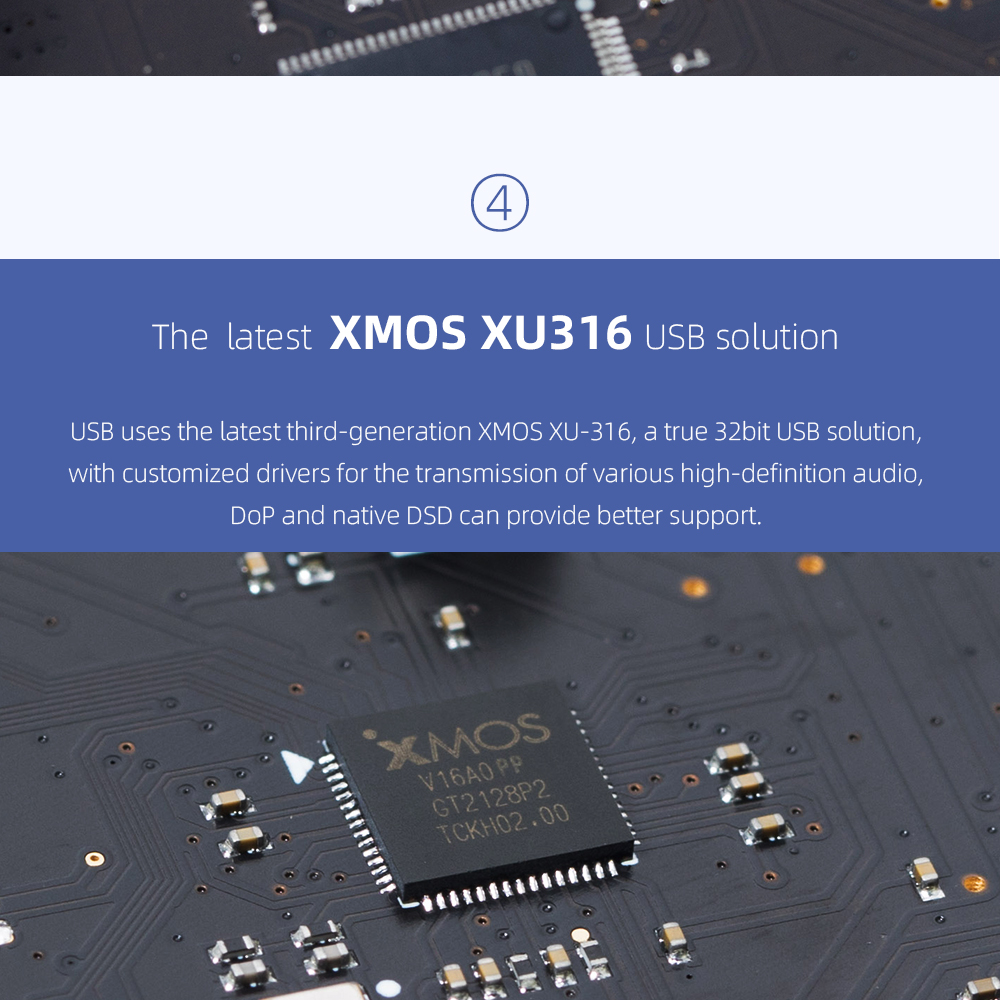 4
The latest XMOS XU316 USB solution
USB uses the latest third-generation XMOS XU-316, a true 32bit USB solution,
with customized drivers for the transmission of various high-definition audio,
DoP and native DSD can provide better support.
XMOS
V16A0PP
GT2128P2
TCKH02.00